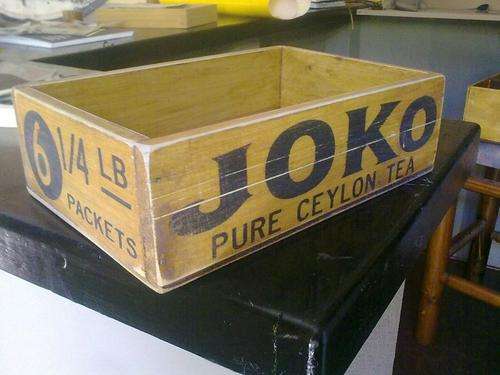 6 1/4 LB
PACKETS
JOKO
PURE CEYLON TEA